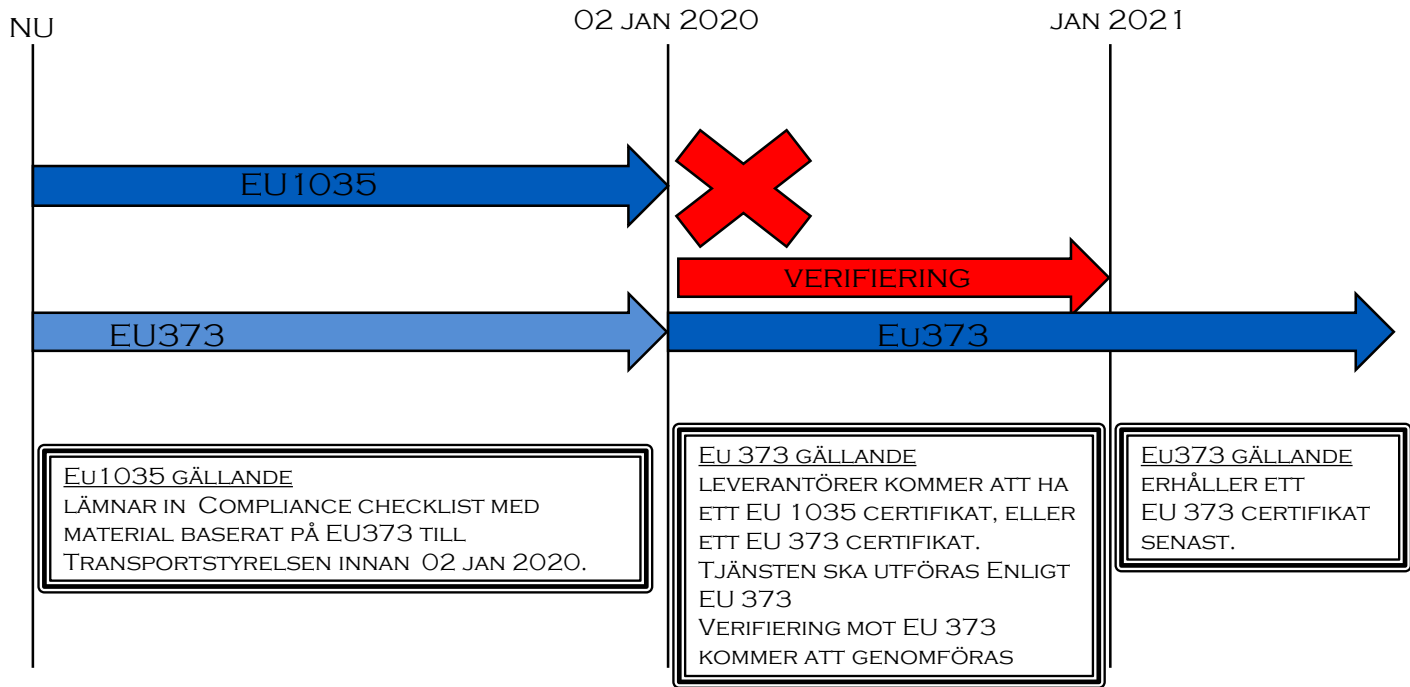 NU
02 JAN 2020
JAN 2021
EU1035
VERIFIERING
EU373
EU373
EU1035 GÄLLANDE
LÄMNAR IN COMPLIANCE CHECKLIST MED
MATERIAL BASERAT PÅ EU373 TILL
TRANSPORTSTYRELSEN INNAN 02 JAN 2020.
EU 373 GÄLLANDE
LEVERANTÖRER KOMMER ATT HA
ETT EU 1035 CERTIFIKAT, ELLER
ETT EU 373 CERTIFIKAT.
TJÄNSTEN SKA UTFÖRAS ENLIGT
EU 373
VERIFIERING MOT EU 373
KOMMER ATT GENOMFÖRAS
EU373 GÄLLANDE
ERHÅLLER ETT
EU 373 CERTIFIKAT
SENAST.